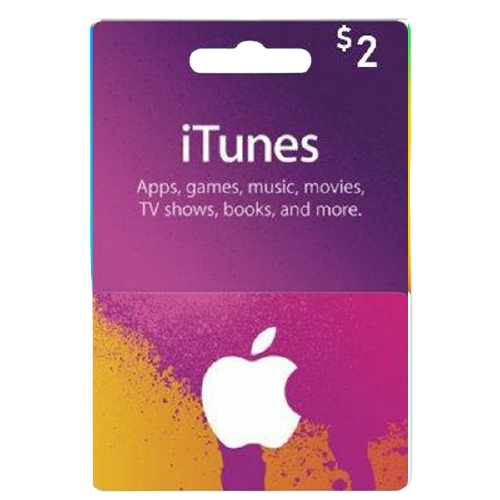 $2
iTunes
Apps, games, music, movies,
TV shows, books, and more.